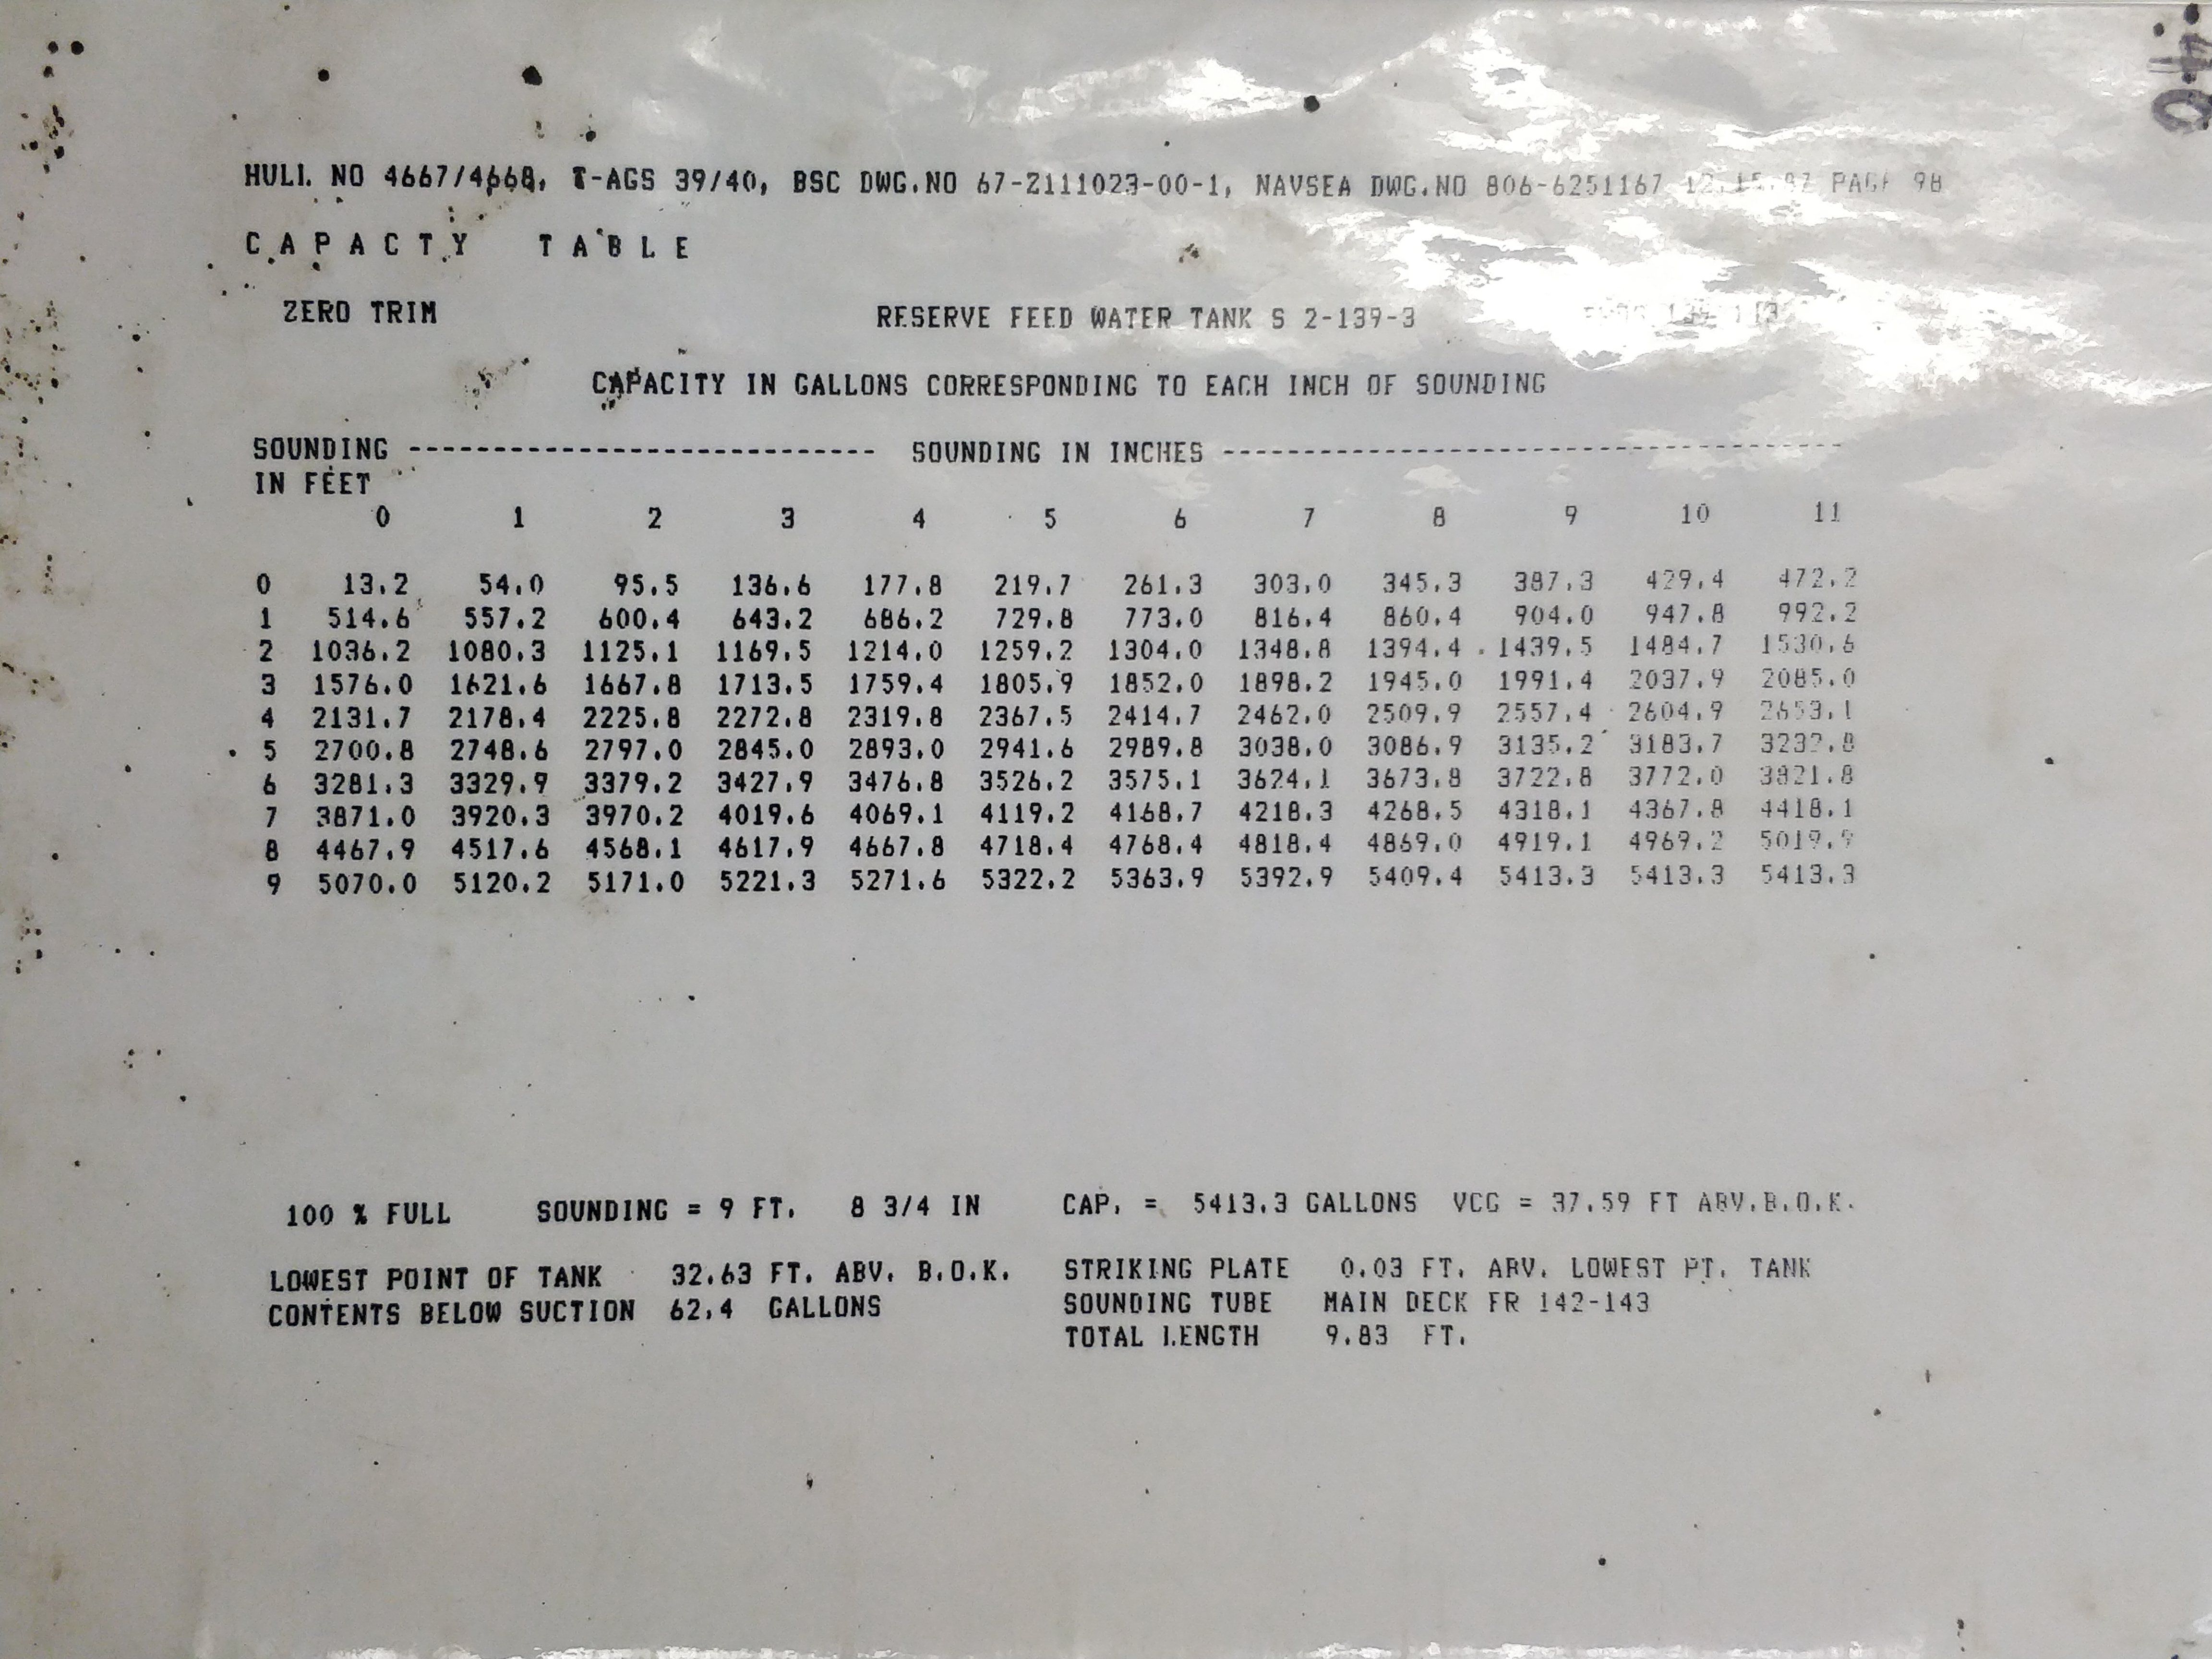 HULL NO 4667/4668, T-AGS 39/40, BSC DWG.NO 67-2111023-00-1, NAVSEA DWG.NO 806-6251167 PAGE 98
C A P A C T Y T A B L E
ZERO TRIM RESERVE FEED WATER TANK S 2-139-3
CAPACITY IN GALLONS CORRESPONDING TO EACH INCH OF SOUNDING
SOUNDING ---------------------------- SOUNDING IN INCHES --------------------------------------
IN FEET
0 1 2 3 4 5 6 7 8 9 10 11
0 13.2 54.0 95.5 136.6 177.8 219.7 261.3 303.0 345.3 387.3 429.4 472.2
1 514.6 557.2 600.4 643.2 686.2 729.8 773.0 816.4 860.4 904.0 947.8 992.2
2 1036.2 1080.3 1125.1 1169.5 1214.0 1259.2 1304.0 1348.8 1394.4 1439.5 1484.7 1530.6
3 1576.0 1621.6 1667.8 1713.5 1759.4 1805.9 1852.0 1898.2 1945.0 1991.4 2037.9 2085.0
4 2131.7 2178.4 2225.8 2272.8 2319.8 2367.5 2414.7 2462.0 2509.9 2557.4 2604.9 2653.1
5 2700.8 2748.6 2797.0 2845.0 2893.0 2941.6 2989.8 3038.0 3086.9 3135.2 3183.7 3232.8
6 3281.3 3329.9 3379.2 3427.9 3476.8 3526.2 3575.1 3624.1 3673.8 3722.8 3772.0 3821.8
7 3871.0 3920.3 3970.2 4019.6 4069.1 4119.2 4168.7 4218.3 4268.5 4318.1 4367.8 4418.1
8 4467.9 4517.6 4568.1 4617.9 4667.8 4718.4 4768.4 4818.4 4869.0 4919.1 4969.2 5019.9
9 5070.0 5120.2 5171.0 5221.3 5271.6 5322.2 5363.9 5392.9 5409.4 5413.3 5413.3 5413.3
100 % FULL SOUNDING = 9 FT. 8 3/4 IN CAP. = 5413.3 GALLONS VCG = 37.59 FT ABV.B.O.K.
LOWEST POINT OF TANK 32.63 FT. ABV. B.O.K. STRIKING PLATE 0.03 FT. ABV. LOWEST PT. TANK
CONTENTS BELOW SUCTION 62.4 GALLONS SOUNDING TUBE MAIN DECK FR 142-143
TOTAL LENGTH 9.83 FT.